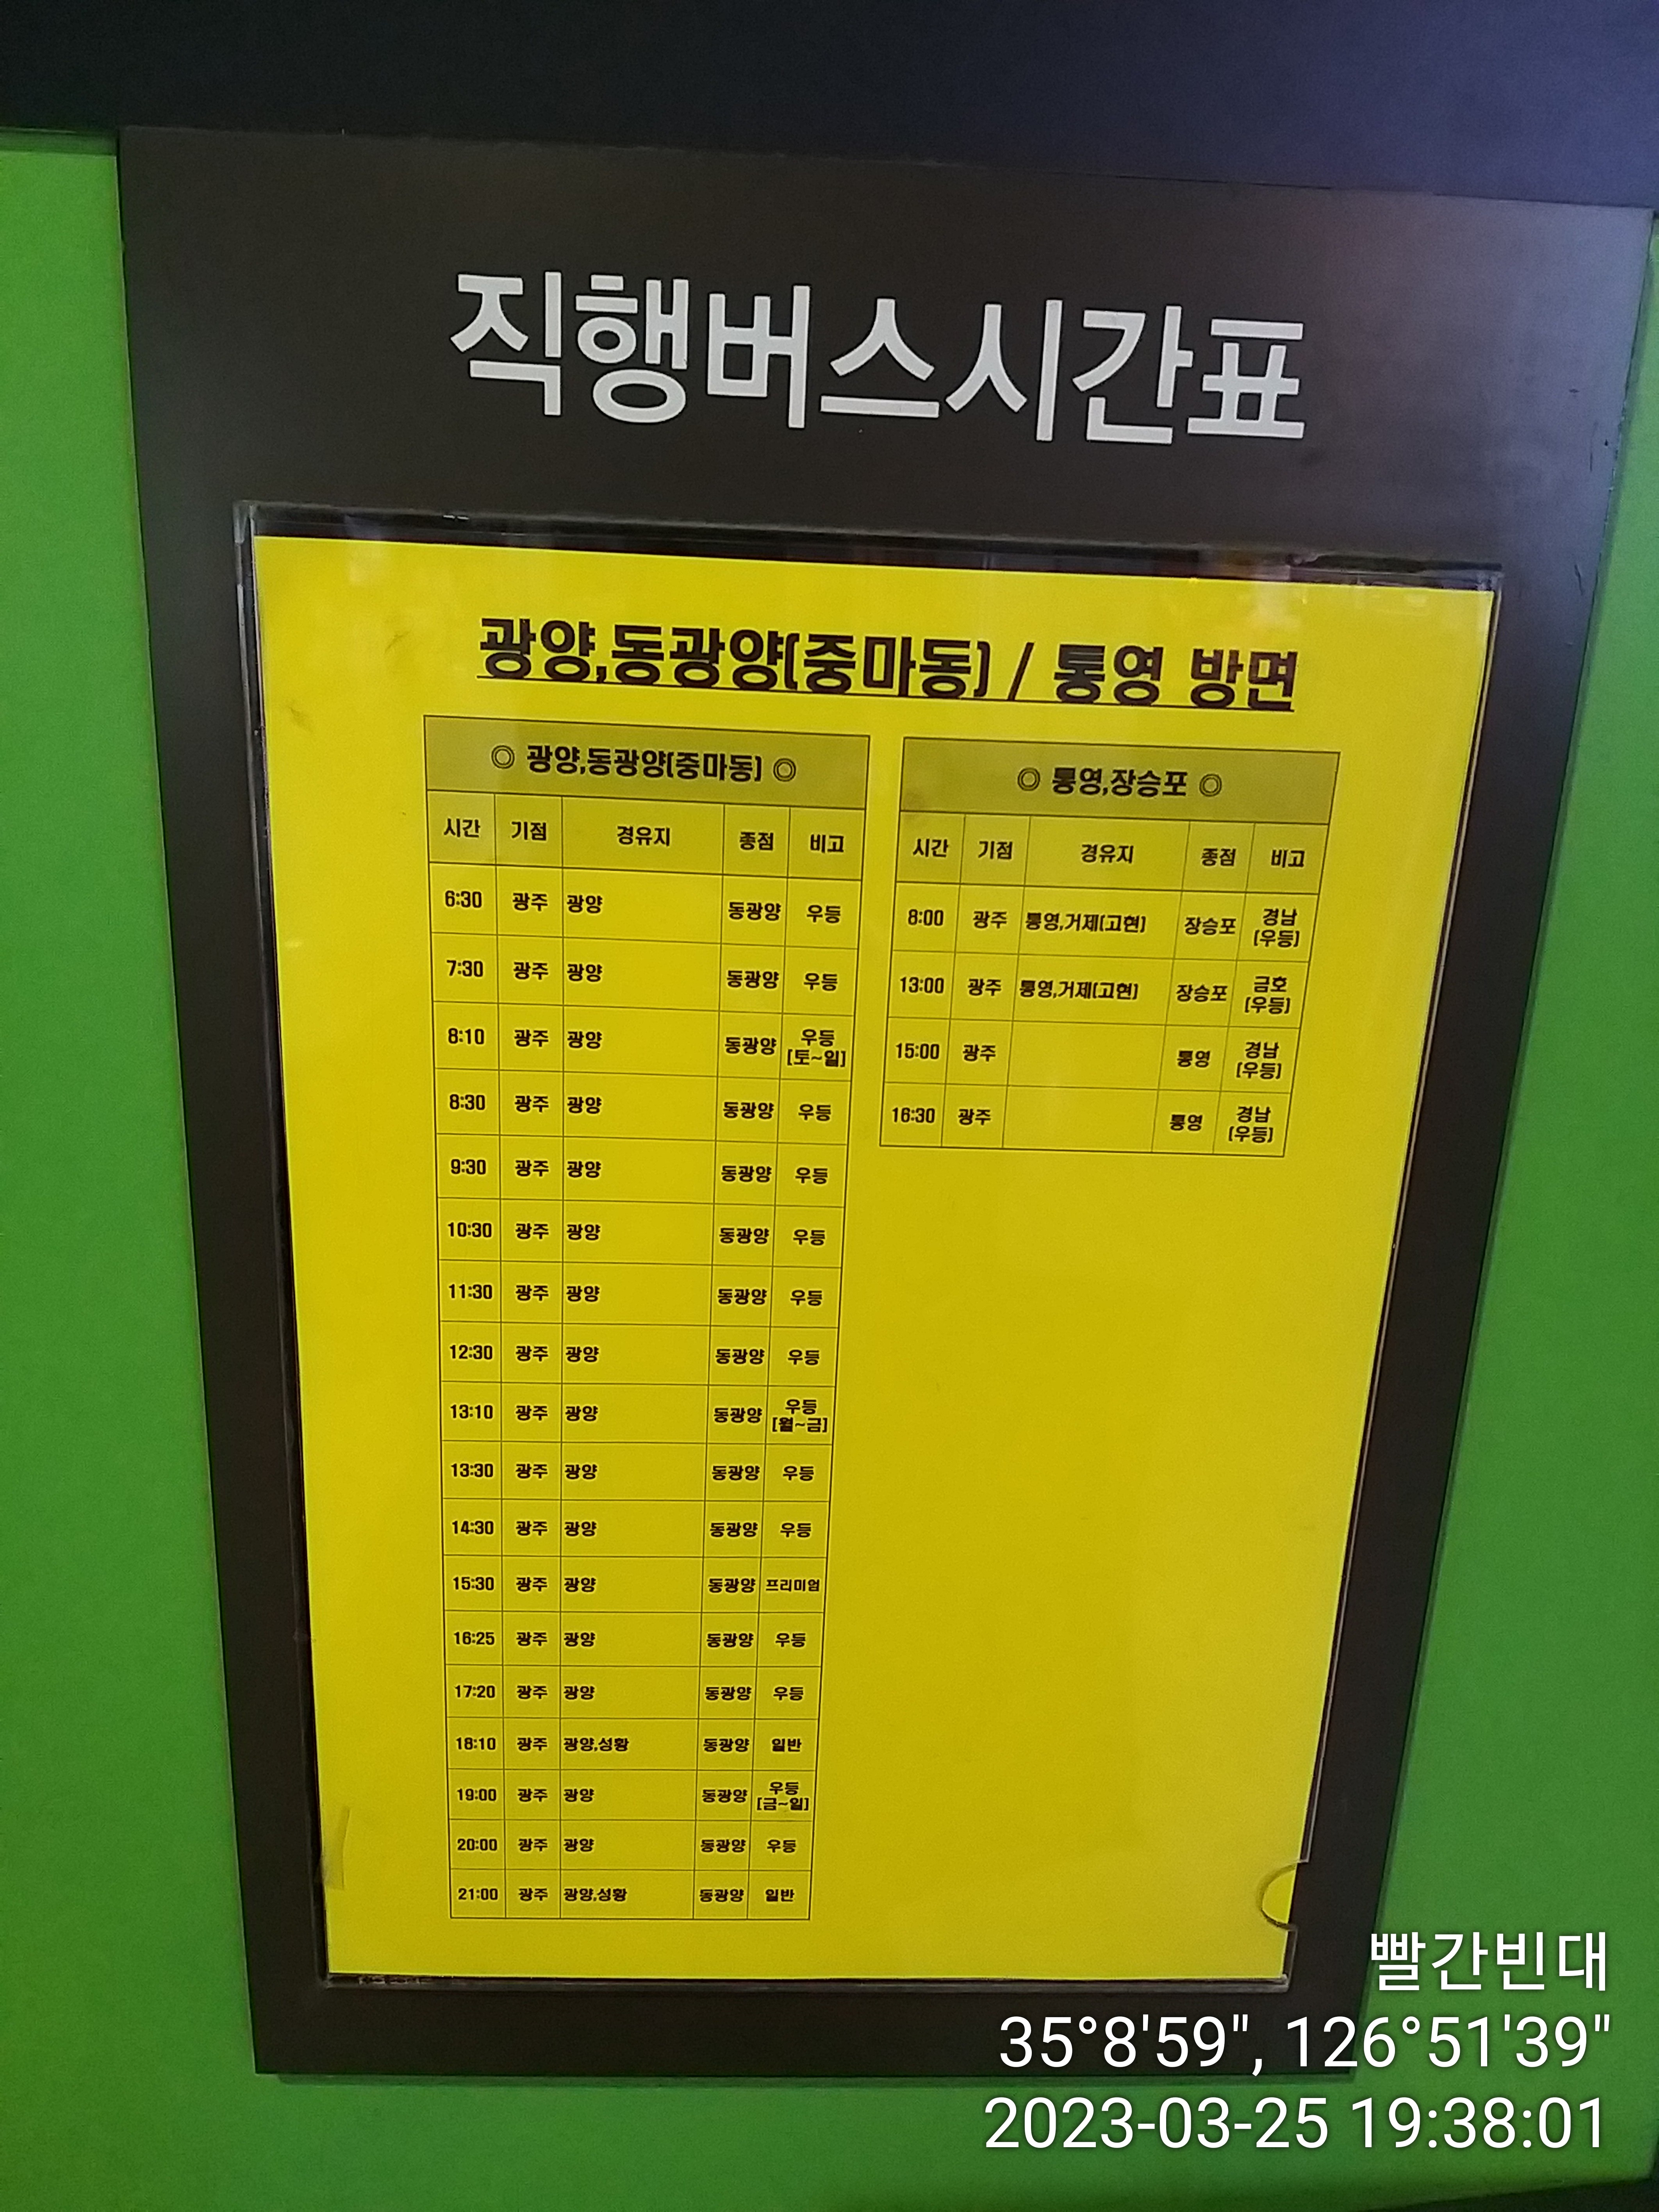 직행버스시간표
광양,동광양(중마동) / 통영 방면
◎ 광양,동광양(중마동) ◎
시간 기점 경유지 종점 비고
6:30 광주 광양 동광양 우등
7:30 광주 광양 동광양 우등
8:10 광주 광양 동광양 우등 [토~일]
8:30 광주 광양 동광양 우등
9:30 광주 광양 동광양 우등
10:30 광주 광양 동광양 우등
11:30 광주 광양 동광양 우등
12:30 광주 광양 동광양 우등
13:10 광주 광양 동광양 우등 [월~금]
13:30 광주 광양 동광양 우등
14:30 광주 광양 동광양 우등
15:30 광주 광양 동광양 프리미엄
16:25 광주 광양 동광양 우등
17:20 광주 광양 동광양 우등
18:10 광주 광양,성황 동광양 일반
19:00 광주 광양 동광양 우등 [금~일]
20:00 광주 광양 동광양 우등
21:00 광주 광양,성황 동광양 일반
◎ 통영,장승포 ◎
시간 기점 경유지 종점 비고
8:00 광주 통영,거제(고현) 장승포 경남 (우등)
13:00 광주 통영,거제(고현) 장승포 금호 (우등)
15:00 광주 통영 경남 (우등)
16:30 광주 통영 경남 (우등)
빨간빈대
35°8'59", 126°51'39"
2023-03-25 19:38:01